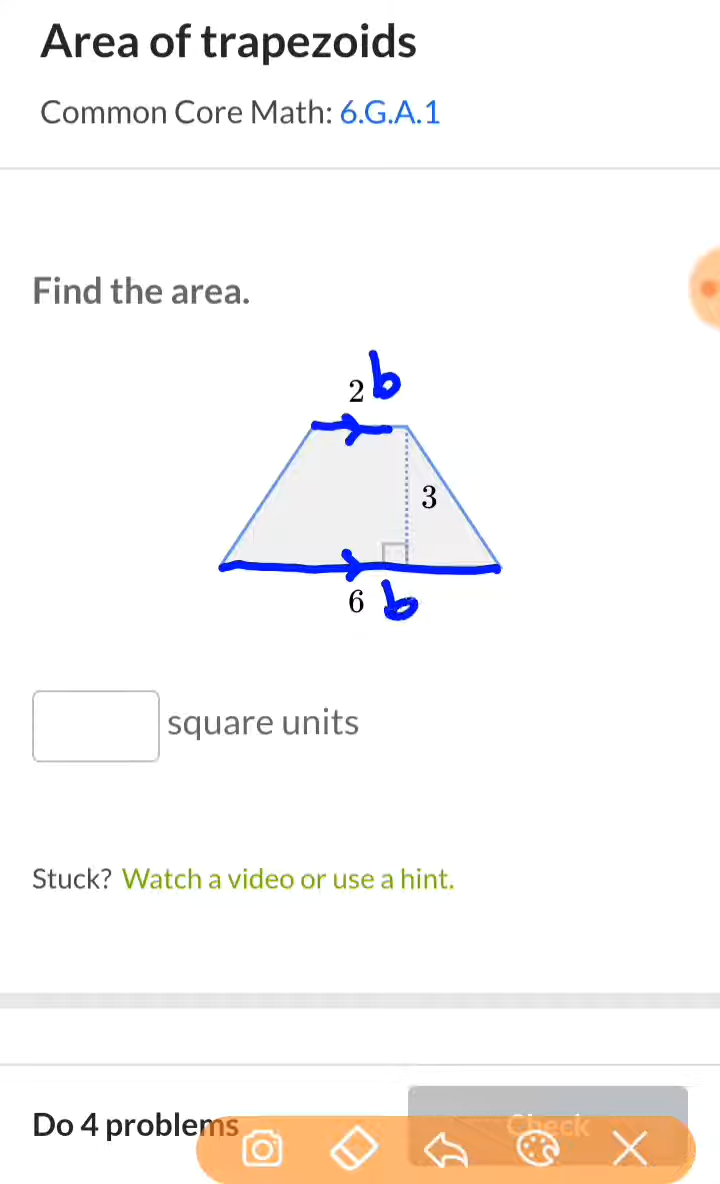 Area of trapezoids
Common Core Math: 6.G.A.1
Find the area.
2 b
3
6 b
square units
Stuck? Watch a video or use a hint.
Do 4 problems
Check